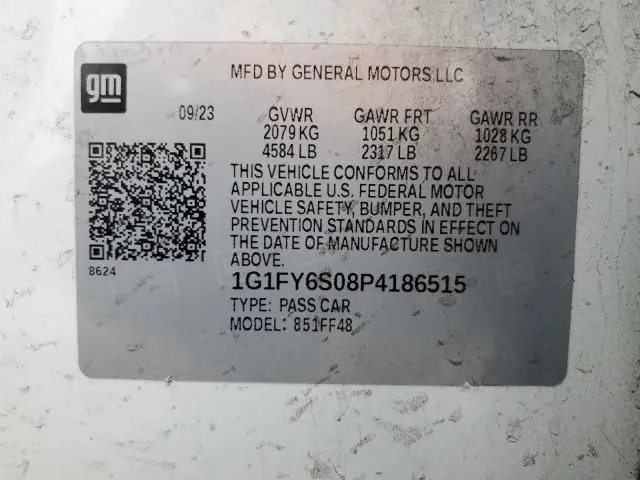 gm
MFD BY GENERAL MOTORS LLC
09/23 GVWR GAWR FRT GAWR RR
2079 KG 1051 KG 1028 KG
4584 LB 2317 LB 2267 LB
THIS VEHICLE CONFORMS TO ALL
APPLICABLE U.S. FEDERAL MOTOR
VEHICLE SAFETY, BUMPER, AND THEFT
PREVENTION STANDARDS IN EFFECT ON
THE DATE OF MANUFACTURE SHOWN
ABOVE.
8624
1G1FY6S08P4186515
TYPE: PASS CAR
MODEL: 851FF48